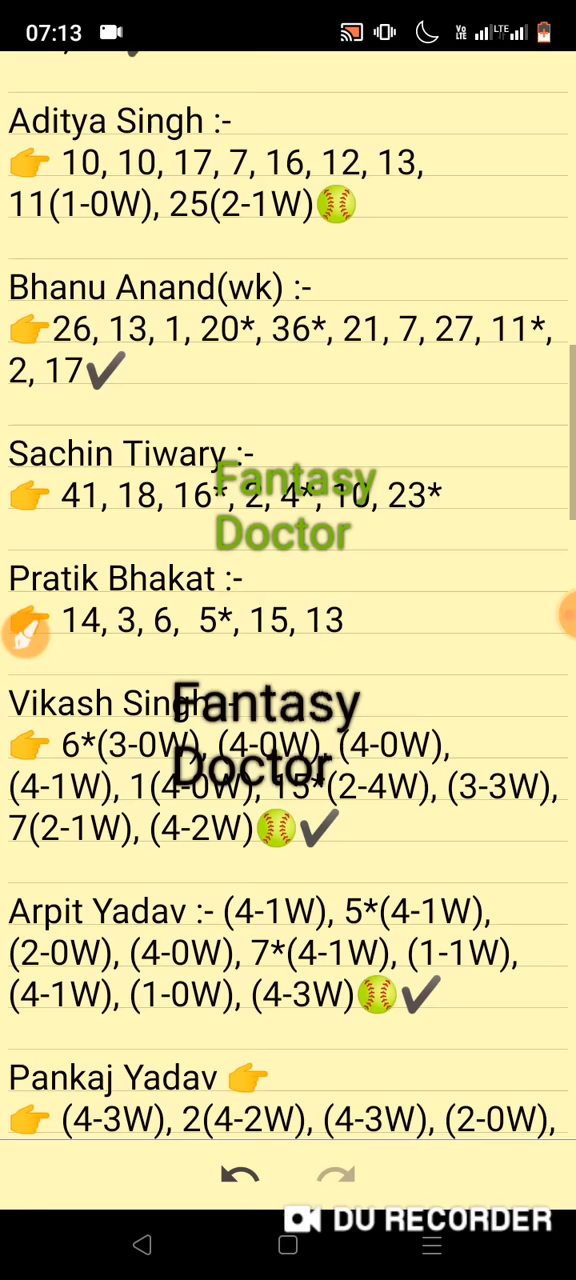 07:13
Vo LTE LTE
Aditya Singh :-
👉 10, 10, 17, 7, 16, 12, 13,
11(1-0W), 25(2-1W)🥎
Bhanu Anand(wk) :-
👉26, 13, 1, 20*, 36*, 21, 7, 27, 11*,
2, 17✔
Sachin Tiwary :-
👉 41, 18, 16*, 2, 4*, 10, 23*
Fantasy
Doctor
Pratik Bhakat :-
👉 14, 3, 6, 5*, 15, 13
Vikash Singh :-
👉 6*(3-0W), (4-0W), (4-0W),
(4-1W), 1(4-0W), 15*(2-4W), (3-3W),
7(2-1W), (4-2W)🥎✔
Fantasy
Doctor
Arpit Yadav :- (4-1W), 5*(4-1W),
(2-0W), (4-0W), 7*(4-1W), (1-1W),
(4-1W), (1-0W), (4-3W)🥎✔
Pankaj Yadav 👉
👉 (4-3W), 2(4-2W), (4-3W), (2-0W),
DU RECORDER